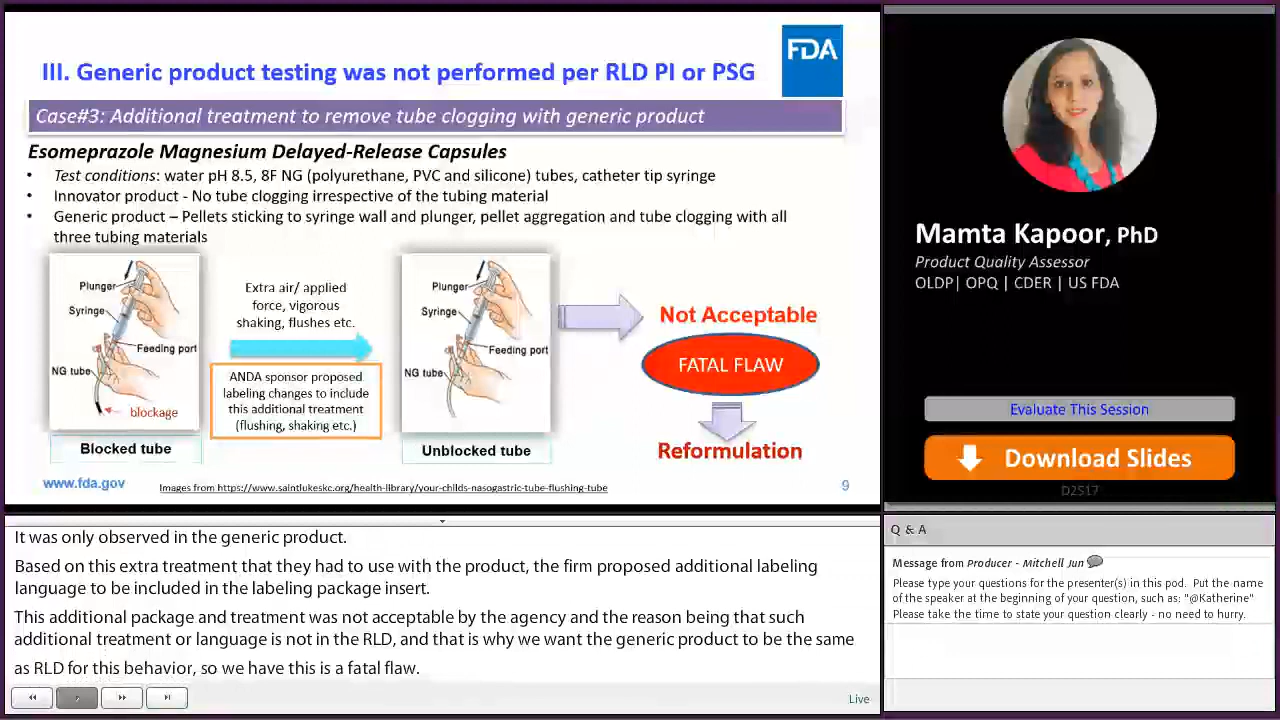 FDA
III. Generic product testing was not performed per RLD PI or PSG
Case#3: Additional treatment to remove tube clogging with generic product
Esomeprazole Magnesium Delayed-Release Capsules
• Test conditions: water pH 8.5, 8F NG (polyurethane, PVC and silicone) tubes, catheter tip syringe
• Innovator product - No tube clogging irrespective of the tubing material
• Generic product – Pellets sticking to syringe wall and plunger, pellet aggregation and tube clogging with all
three tubing materials
Plunger
Syringe
Feeding port
NG tube
blockage
Blocked tube
Extra air/ applied
force, vigorous
shaking, flushes etc.
ANDA sponsor proposed
labeling changes to include
this additional treatment
(flushing, shaking etc.)
Plunger
Syringe
Feeding port
NG tube
Unblocked tube
Not Acceptable
FATAL FLAW
Reformulation
www.fda.gov
Images from https://www.saintlukeskc.org/health-library/your-childs-nasogastric-tube-flushing-tube
9
Mamta Kapoor, PhD
Product Quality Assessor
OLDP| OPQ | CDER | US FDA
Evaluate This Session
Download Slides
D2S17
It was only observed in the generic product.
Based on this extra treatment that they had to use with the product, the firm proposed additional labeling
language to be included in the labeling package insert.
This additional package and treatment was not acceptable by the agency and the reason being that such
additional treatment or language is not in the RLD, and that is why we want the generic product to be the same
as RLD for this behavior, so we have this is a fatal flaw.
Live
Q & A
Message from Producer - Mitchell Jun
Please type your questions for the presenter(s) in this pod. Put the name
of the speaker at the beginning of your question, such as: "@Katherine"
Please take the time to state your question clearly - no need to hurry.